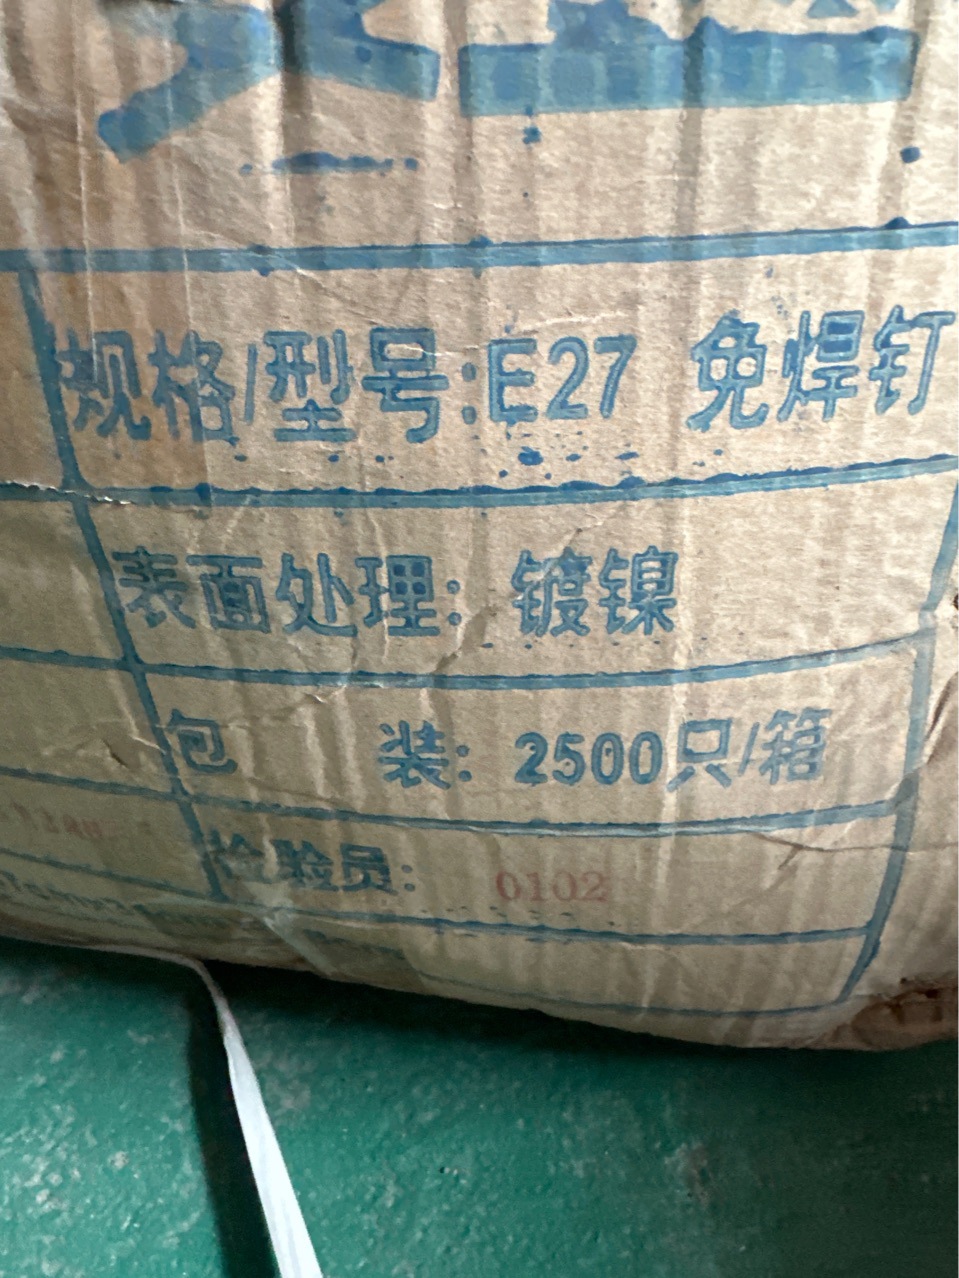 规格/型号:E27 免焊钉
表面处理: 镀镍
包 装: 2500只/箱
检验员: 0102